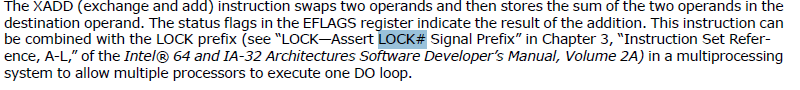 The XADD (exchange and add) instruction swaps two operands and then stores the sum of the two operands in the
destination operand. The status flags in the EFLAGS register indicate the result of the addition. This instruction can
be combined with the LOCK prefix (see “LOCK—Assert LOCK# Signal Prefix” in Chapter 3, “Instruction Set Refer-
ence, A-L,” of the Intel® 64 and IA-32 Architectures Software Developer’s Manual, Volume 2A) in a multiprocessing
system to allow multiple processors to execute one DO loop.